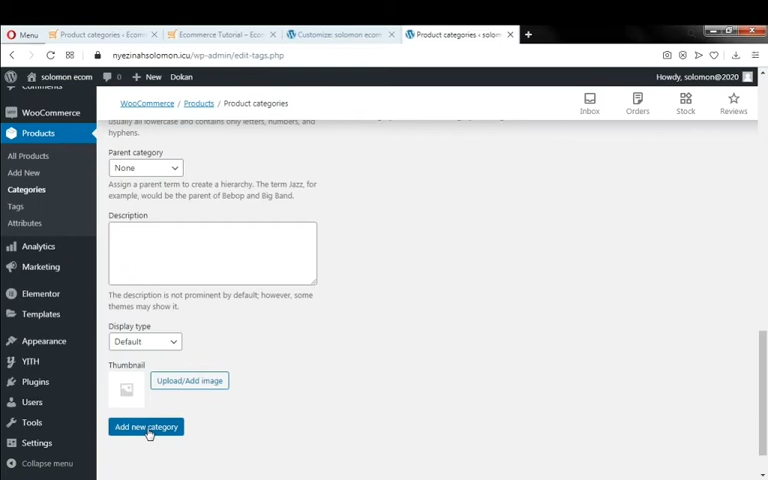 Menu
Product categories ‹ Ecom
Ecommerce Tutorial – Eco
Customize: solomon ecom
Product categories ‹ solom
nyezinahsolomon.icu/wp-admin/edit-tags.php
solomon ecom
0
New
Dokan
Howdy, solomon@2020
Comments
WooCommerce
Products
All Products
Add New
Categories
Tags
Attributes
Analytics
Marketing
Elementor
Templates
Appearance
YITH
Plugins
Users
Tools
Settings
Collapse menu
WooCommerce / Products / Product categories
Inbox
Orders
Stock
Reviews
usually all lowercase and contains only letters, numbers, and
hyphens.
Parent category
None
Assign a parent term to create a hierarchy. The term Jazz, for
example, would be the parent of Bebop and Big Band.
Description
The description is not prominent by default; however, some
themes may show it.
Display type
Default
Thumbnail
Upload/Add image
Add new category